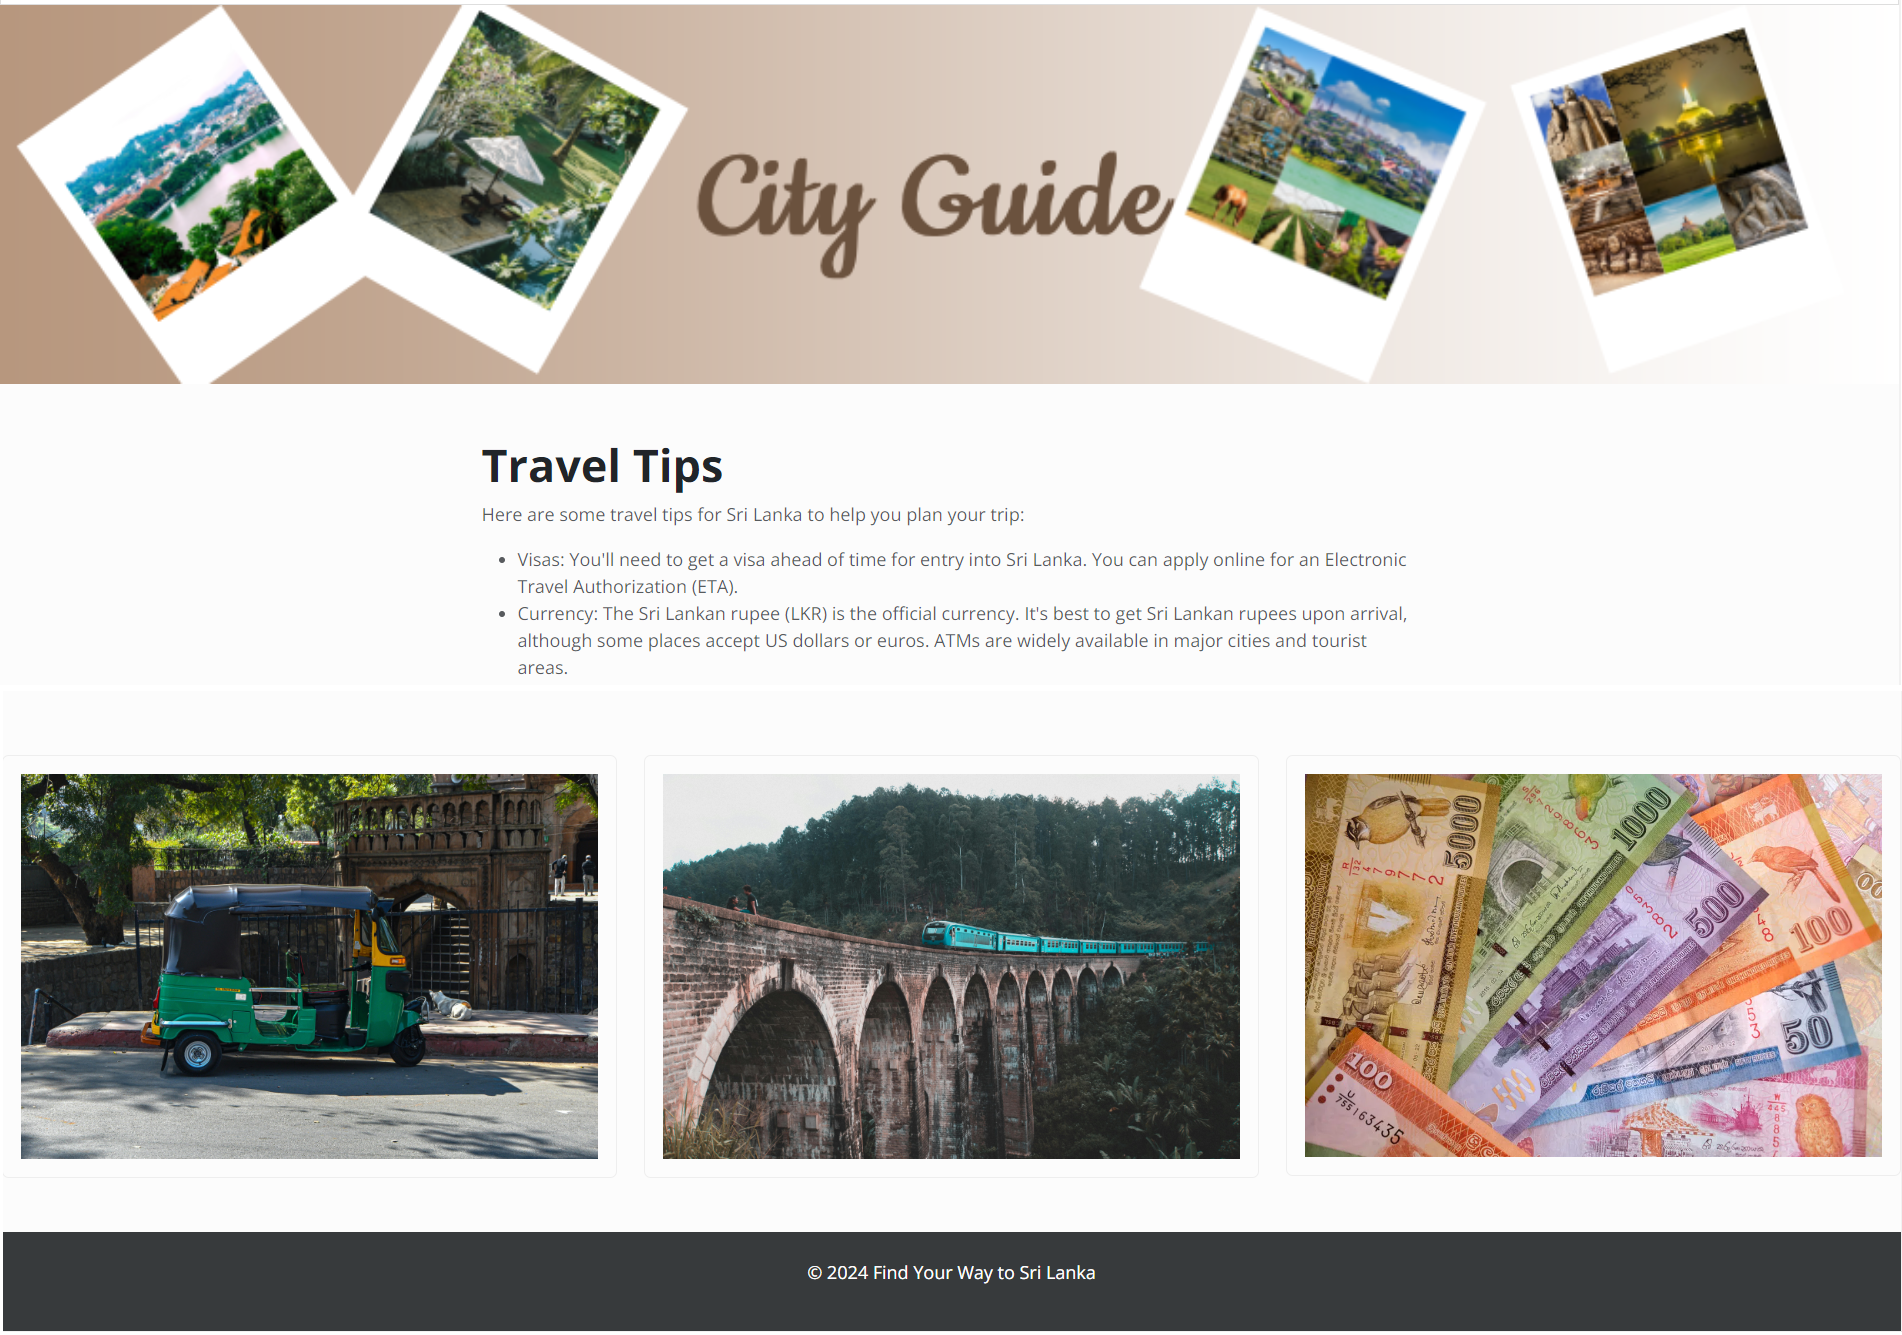 City Guide
Travel Tips
Here are some travel tips for Sri Lanka to help you plan your trip:
• Visas: You'll need to get a visa ahead of time for entry into Sri Lanka. You can apply online for an Electronic
Travel Authorization (ETA).
• Currency: The Sri Lankan rupee (LKR) is the official currency. It's best to get Sri Lankan rupees upon arrival,
although some places accept US dollars or euros. ATMs are widely available in major cities and tourist
areas.
5000
1000
500
100
50
100
163435
© 2024 Find Your Way to Sri Lanka